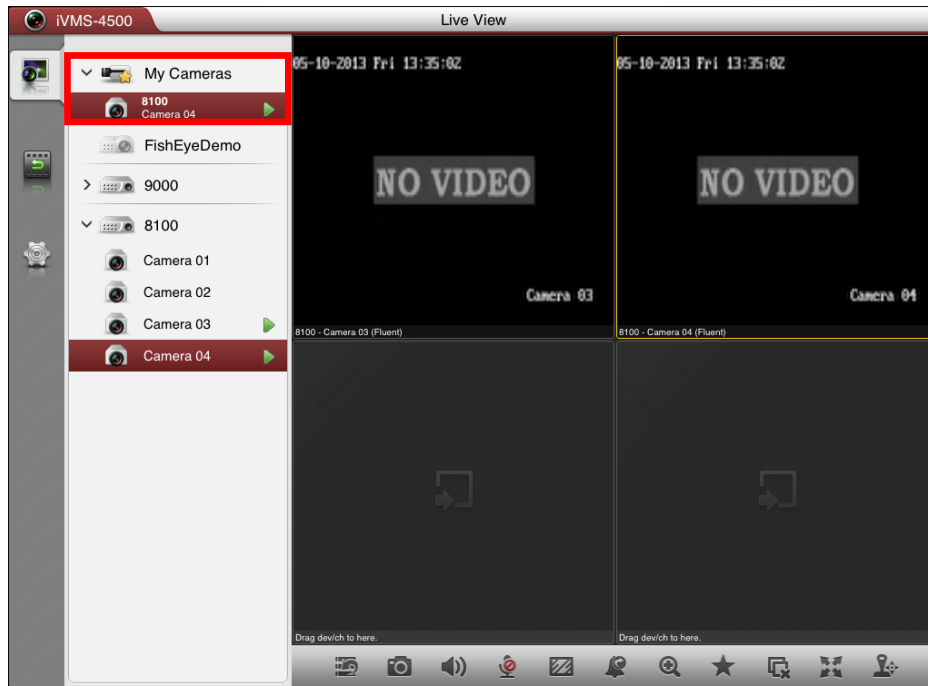 iVMS-4500
Live View
My Cameras
8100
Camera 04
FishEyeDemo
9000
8100
Camera 01
Camera 02
Camera 03
Camera 04
05-10-2013 Fri 13:35:02
NO VIDEO
Camera 03
8100 - Camera 03 (Fluent)
05-10-2013 Fri 13:35:02
NO VIDEO
Camera 04
8100 - Camera 04 (Fluent)
Drag dev/ch to here.
Drag dev/ch to here.